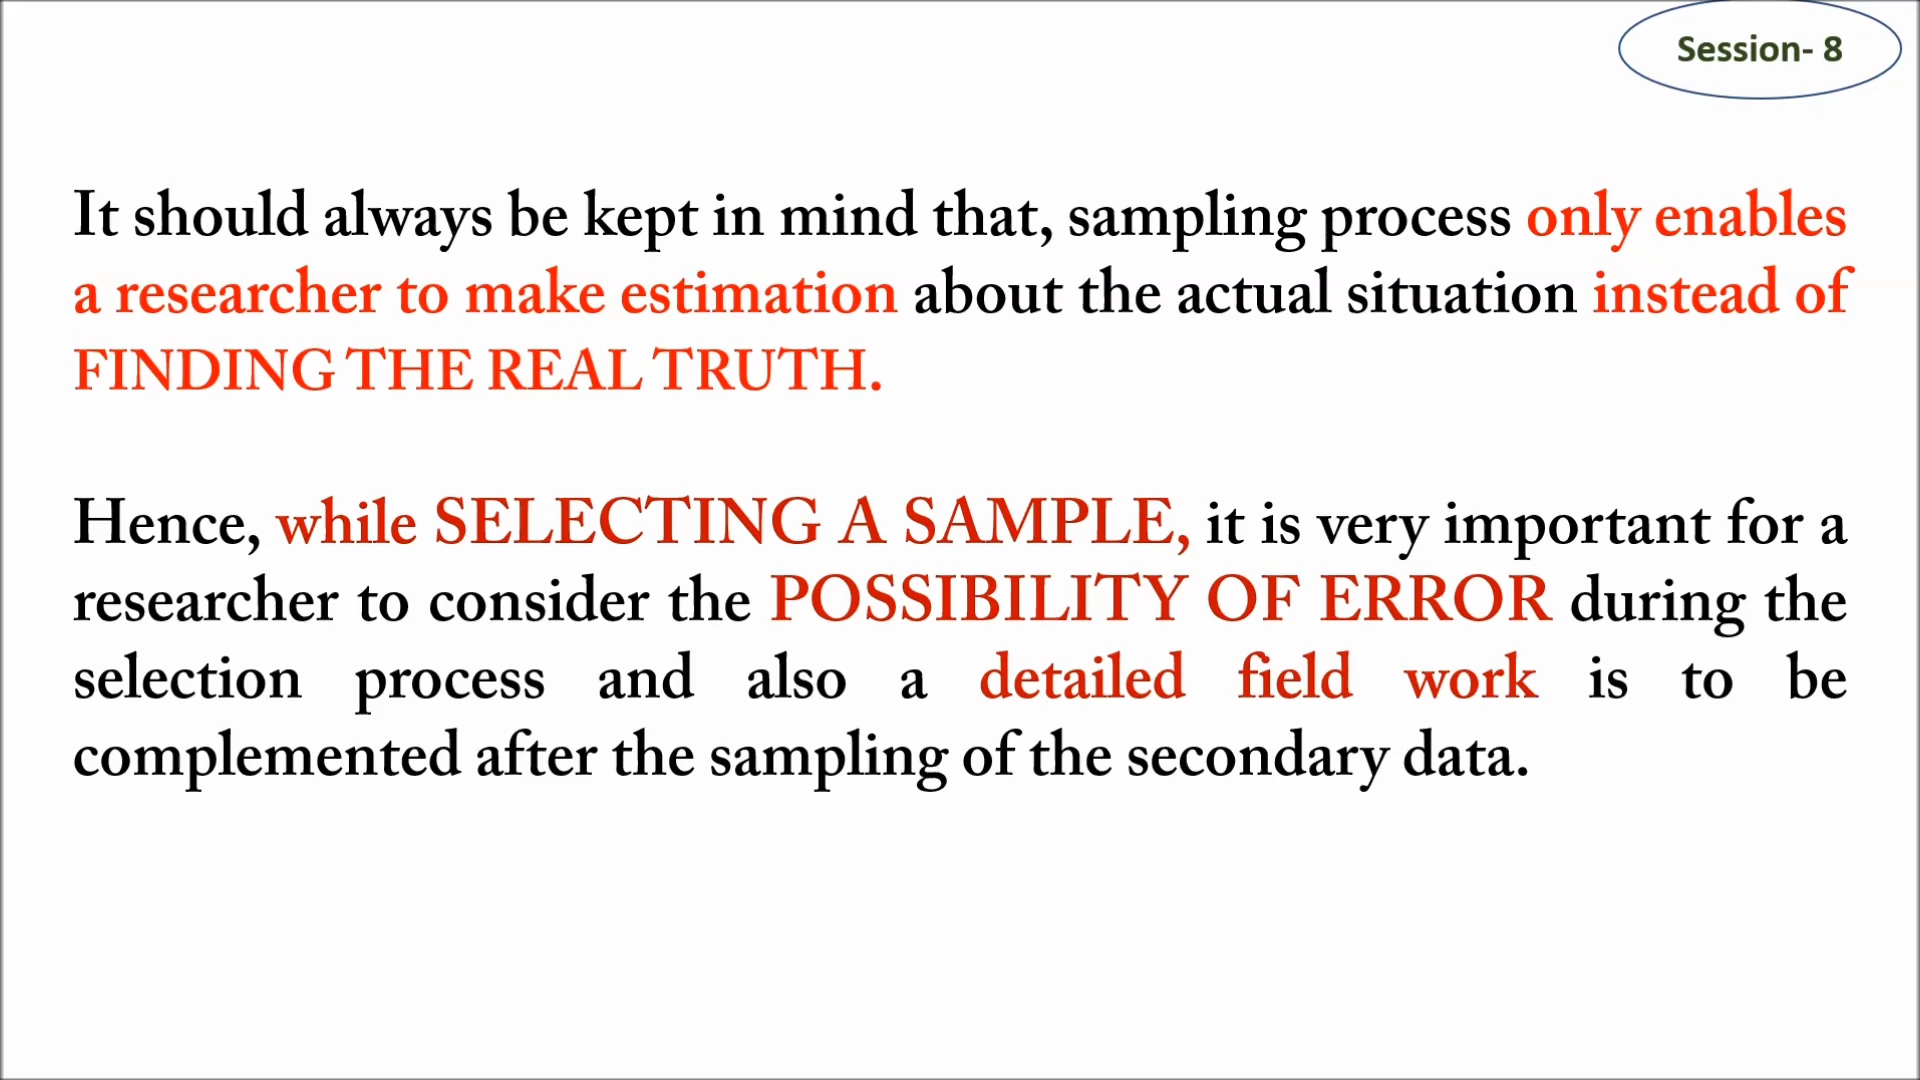 Session- 8
It should always be kept in mind that, sampling process only enables
a researcher to make estimation about the actual situation instead of
FINDING THE REAL TRUTH.
Hence, while SELECTING A SAMPLE, it is very important for a
researcher to consider the POSSIBILITY OF ERROR during the
selection process and also a detailed field work is to be
complemented after the sampling of the secondary data.